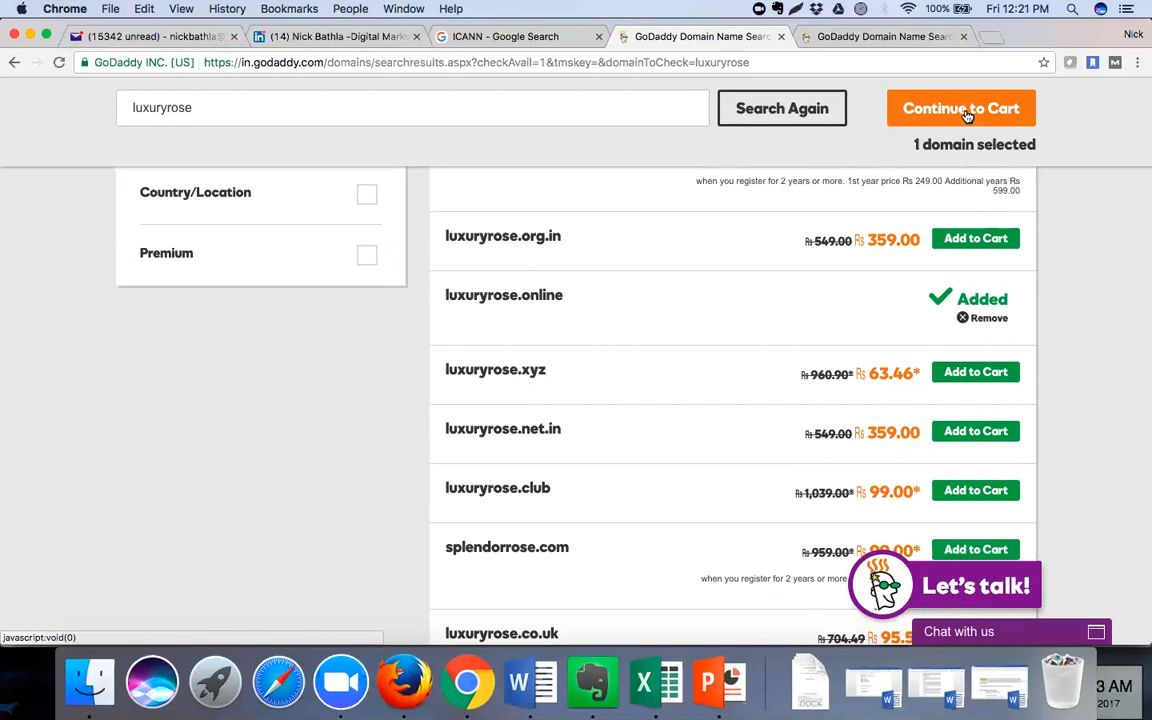 Chrome File Edit View History Bookmarks People Window Help 100% Fri 12:21 PM
(15342 unread) - nickbathla@ (14) Nick Bathla -Digital Marke ICANN - Google Search GoDaddy Domain Name Searc GoDaddy Domain Name Searc Nick
GoDaddy INC. [US] https://in.godaddy.com/domains/searchresults.aspx?checkAvail=1&tmskey=&domainToCheck=luxuryrose
luxuryrose Search Again Continue to Cart
1 domain selected
Country/Location
Premium
when you register for 2 years or more. 1st year price Rs 249.00 Additional years Rs
599.00
luxuryrose.org.in Rs 549.00 Rs 359.00 Add to Cart
luxuryrose.online Added
Remove
luxuryrose.xyz Rs 960.90* Rs 63.46* Add to Cart
luxuryrose.net.in Rs 549.00 Rs 359.00 Add to Cart
luxuryrose.club Rs 1,039.00* Rs 99.00* Add to Cart
splendorrose.com Rs 959.00* Add to Cart
when you register for 2 years or more
Let's talk!
luxuryrose.co.uk Rs 704.49 Rs 95.5
Chat with us
javascript:void(0)
W X P DOCX W W W
3 AM
2017